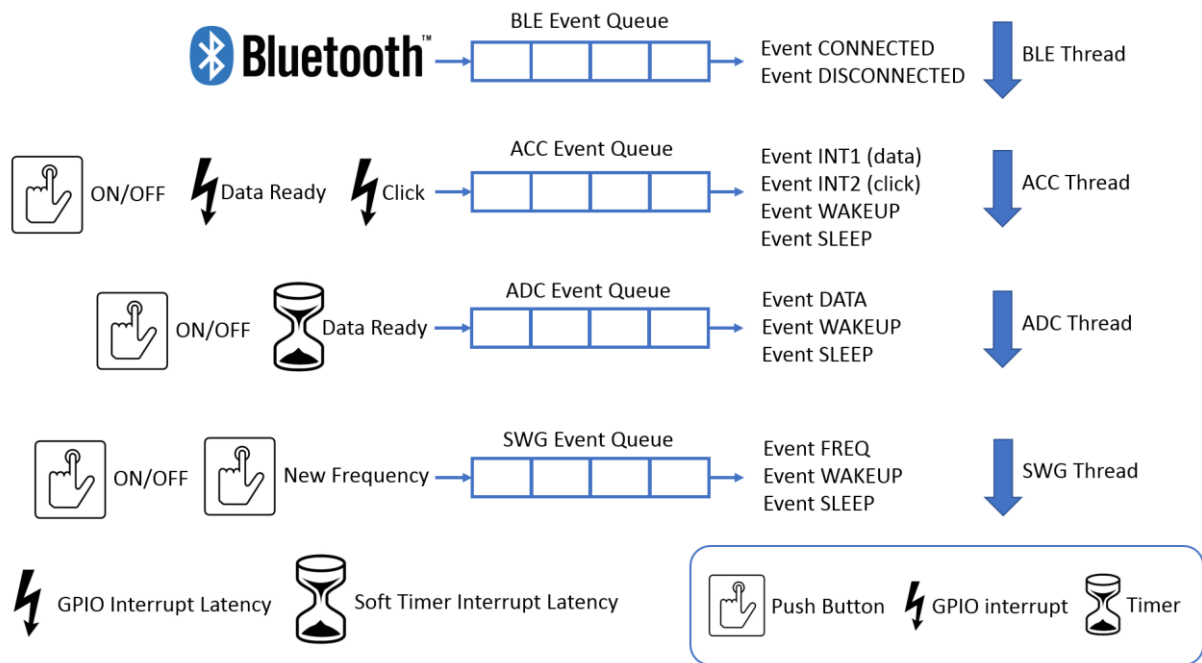 BLE Event Queue
Bluetooth™
Event CONNECTED
Event DISCONNECTED
BLE Thread
ACC Event Queue
ON/OFF
Data Ready
Click
Event INT1 (data)
Event INT2 (click)
Event WAKEUP
Event SLEEP
ACC Thread
ADC Event Queue
ON/OFF
Data Ready
Event DATA
Event WAKEUP
Event SLEEP
ADC Thread
SWG Event Queue
ON/OFF
New Frequency
Event FREQ
Event WAKEUP
Event SLEEP
SWG Thread
GPIO Interrupt Latency
Soft Timer Interrupt Latency
Push Button
GPIO interrupt
Timer